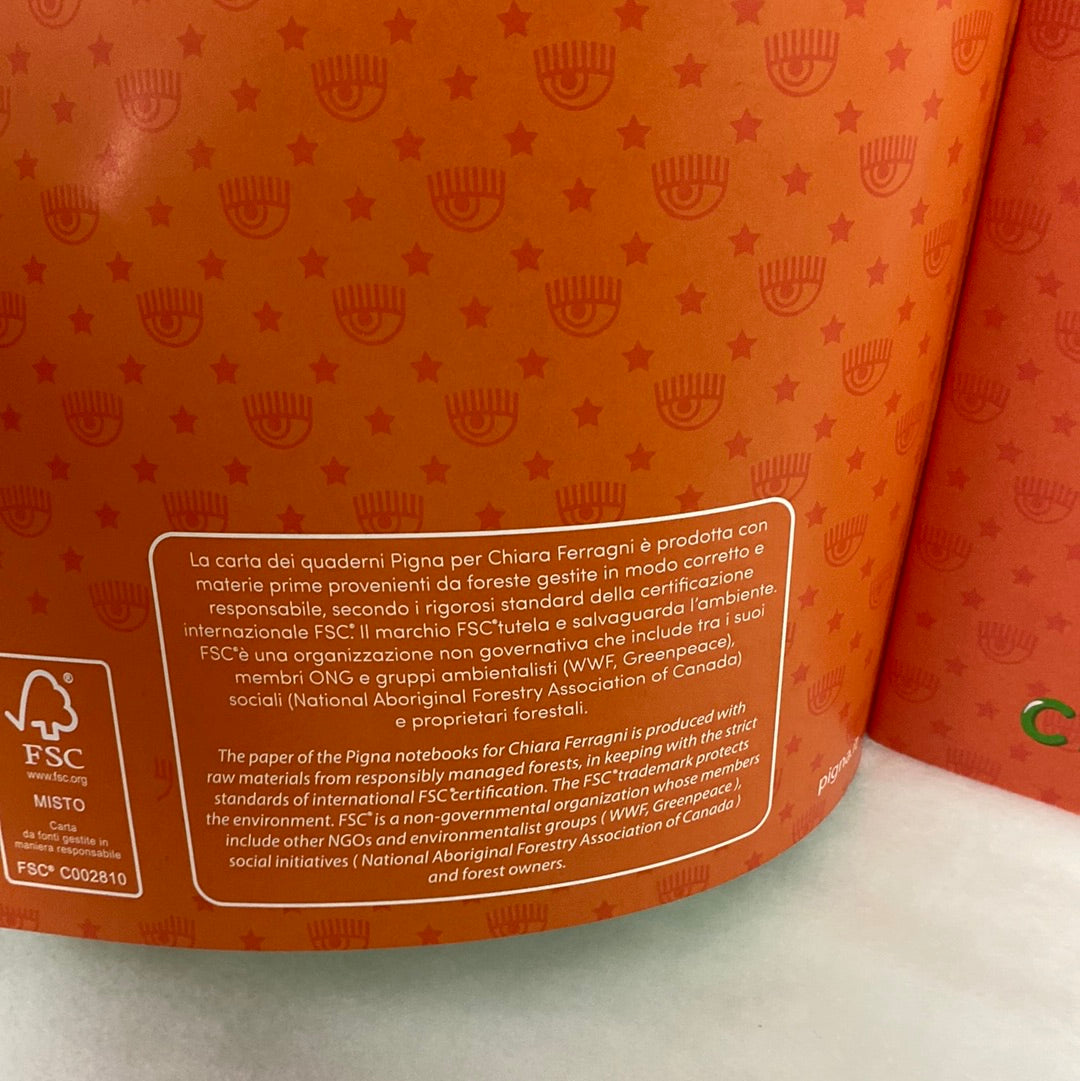 La carta dei quaderni Pigna per Chiara Ferragni è prodotta con
materie prime provenienti da foreste gestite in modo corretto e
responsabile, secondo i rigorosi standard della certificazione
internazionale FSC®. Il marchio FSC® tutela e salvaguarda l'ambiente.
FSC® è una organizzazione non governativa che include tra i suoi
membri ONG e gruppi ambientalisti (WWF, Greenpeace),
sociali (National Aboriginal Forestry Association of Canada)
e proprietari forestali.
The paper of the Pigna notebooks for Chiara Ferragni is produced with
raw materials from responsibly managed forests, in keeping with the strict
standards of international FSC® certification. The FSC® trademark protects
the environment. FSC® is a non-governmental organization whose members
include other NGOs and environmentalist groups ( WWF, Greenpeace ),
social initiatives ( National Aboriginal Forestry Association of Canada )
and forest owners.
®
FSC
www.fsc.org
MISTO
Carta
da fonti gestite in
maniera responsabile
FSC® C002810
C